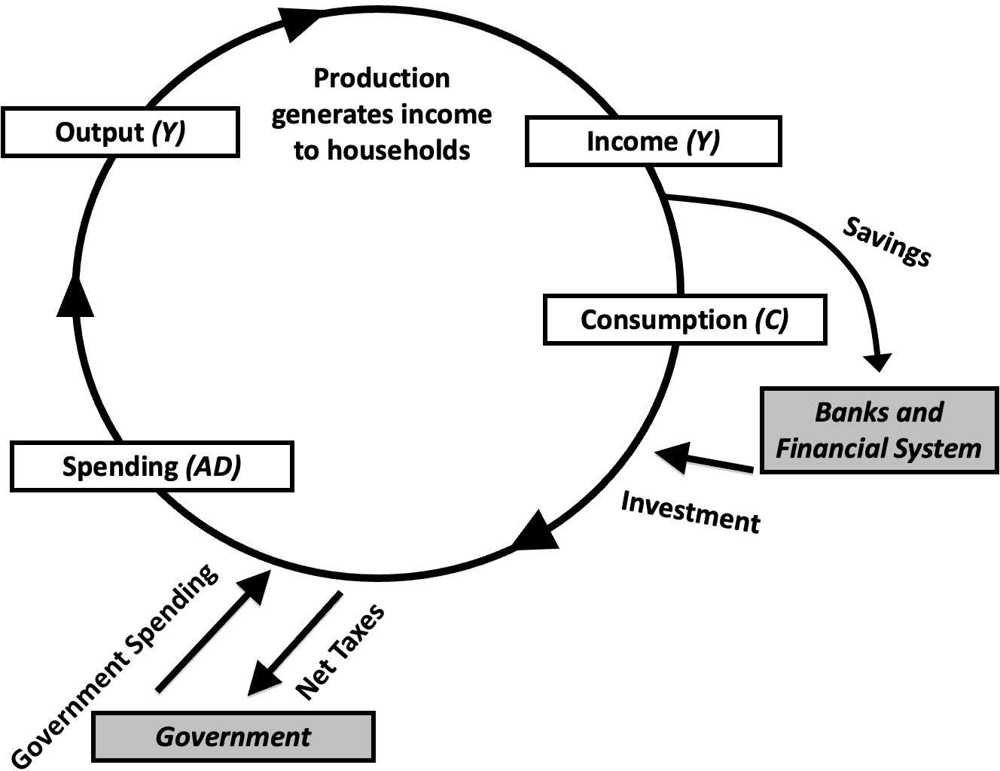 Production
generates income
to households
Output (Y)
Income (Y)
Savings
Consumption (C)
Banks and
Financial System
Investment
Spending (AD)
Government Spending
Net Taxes
Government